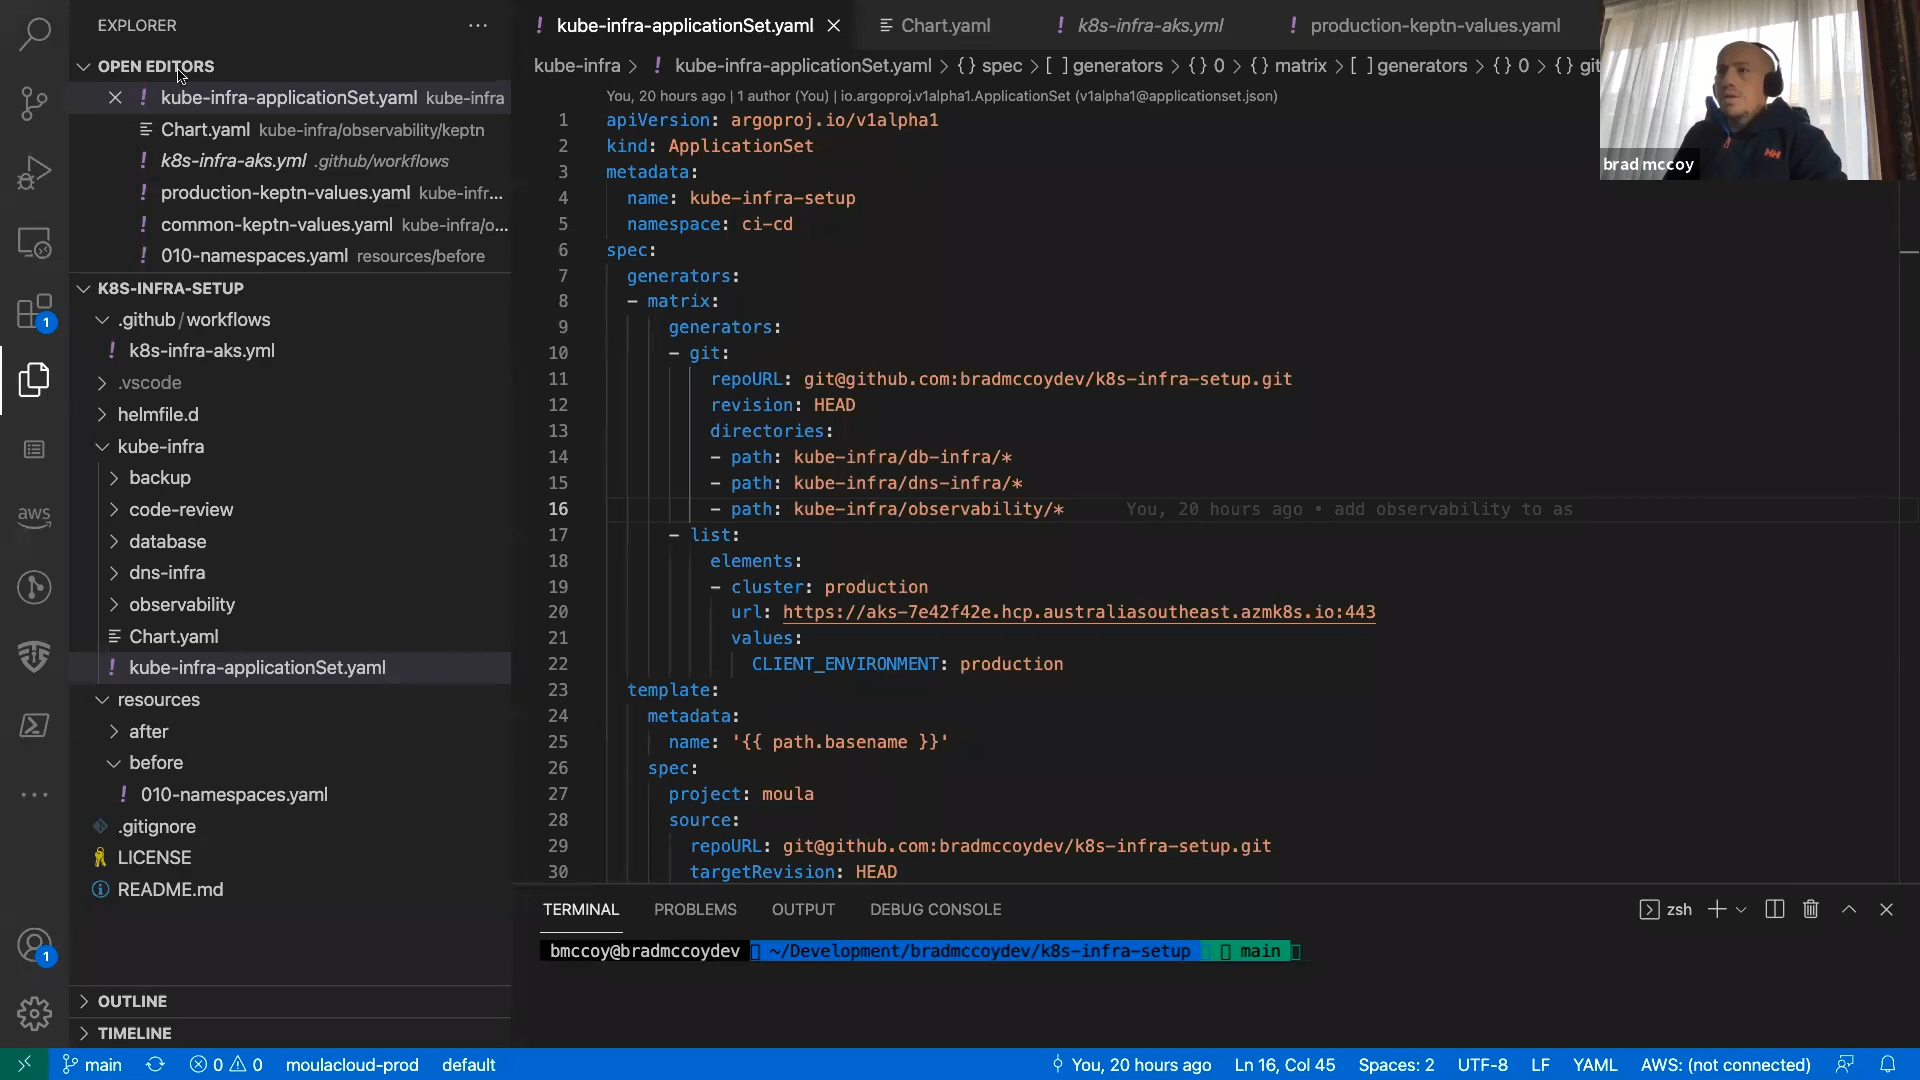 EXPLORER
OPEN EDITORS
kube-infra-applicationSet.yaml kube-infra
Chart.yaml kube-infra/observability/keptn
k8s-infra-aks.yml .github/workflows
production-keptn-values.yaml kube-infr...
common-keptn-values.yaml kube-infra/o...
010-namespaces.yaml resources/before
K8S-INFRA-SETUP
.github/workflows
k8s-infra-aks.yml
.vscode
helmfile.d
kube-infra
backup
code-review
database
dns-infra
observability
Chart.yaml
kube-infra-applicationSet.yaml
resources
after
before
010-namespaces.yaml
.gitignore
LICENSE
README.md
OUTLINE
TIMELINE
1
aws
1
kube-infra-applicationSet.yaml
Chart.yaml
k8s-infra-aks.yml
production-keptn-values.yaml
kube-infra > ! kube-infra-applicationSet.yaml > {} spec > [ ] generators > {} 0 > {} matrix > [ ] generators > {} 0 > {} git
You, 20 hours ago | 1 author (You) | io.argoproj.v1alpha1.ApplicationSet (v1alpha1@applicationset.json)
1 apiVersion: argoproj.io/v1alpha1
2 kind: ApplicationSet
3 metadata:
4 name: kube-infra-setup
5 namespace: ci-cd
6 spec:
7 generators:
8 - matrix:
9 generators:
10 - git:
11 repoURL: git@github.com:bradmccoydev/k8s-infra-setup.git
12 revision: HEAD
13 directories:
14 - path: kube-infra/db-infra/*
15 - path: kube-infra/dns-infra/*
16 - path: kube-infra/observability/* You, 20 hours ago • add observability to as
17 - list:
18 elements:
19 - cluster: production
20 url: https://aks-7e42f42e.hcp.australiasoutheast.azmk8s.io:443
21 values:
22 CLIENT_ENVIRONMENT: production
23 template:
24 metadata:
25 name: '{{ path.basename }}'
26 spec:
27 project: moula
28 source:
29 repoURL: git@github.com:bradmccoydev/k8s-infra-setup.git
30 targetRevision: HEAD
brad mccoy
HH
TERMINAL PROBLEMS OUTPUT DEBUG CONSOLE
zsh
bmccoy@bradmccoydev ~/Development/bradmccoydev/k8s-infra-setup main
main 0 0 moulacloud-prod default
You, 20 hours ago Ln 16, Col 45 Spaces: 2 UTF-8 LF YAML AWS: (not connected)